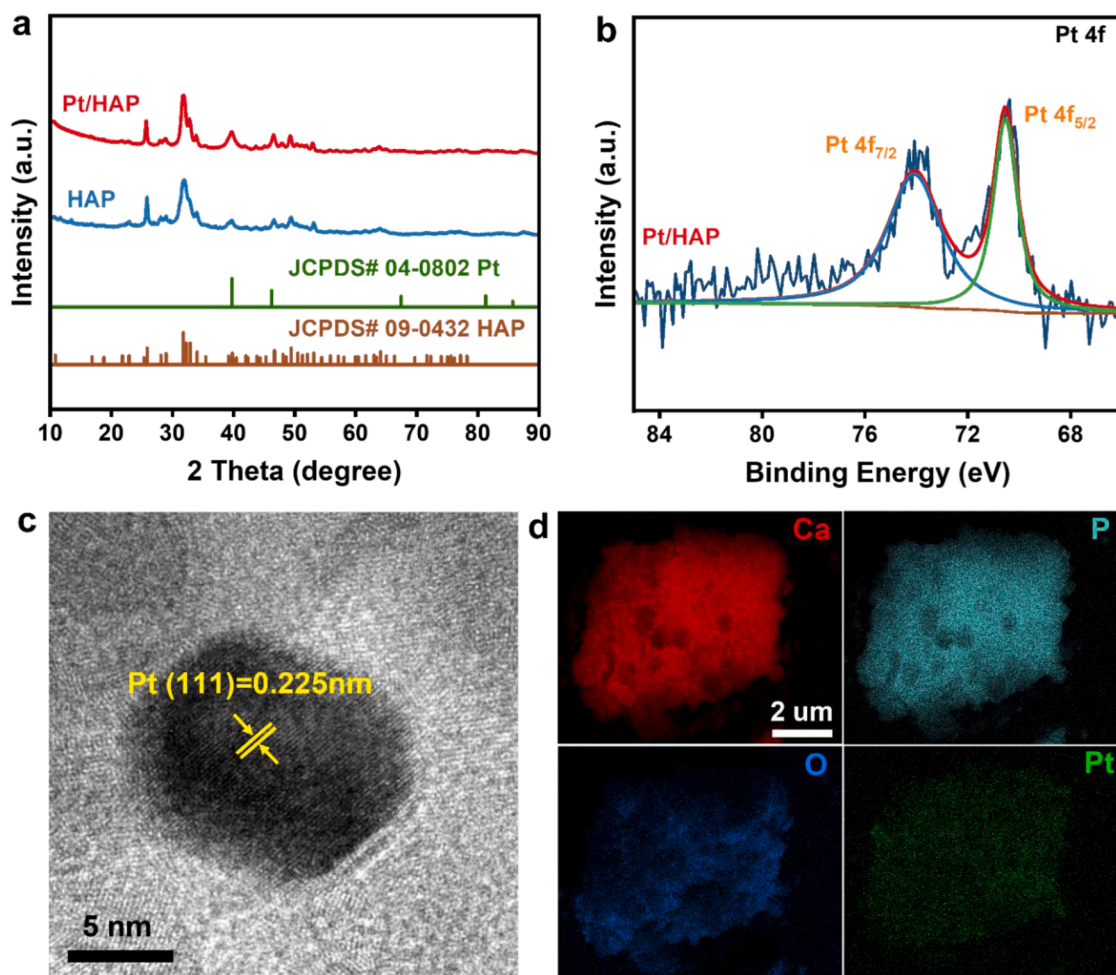 a
Pt/HAP
HAP
JCPDS# 04-0802 Pt
JCPDS# 09-0432 HAP
Intensity (a.u.)
10 20 30 40 50 60 70 80 90
2 Theta (degree)
b
Pt 4f
Pt 4f5/2
Pt 4f7/2
Pt/HAP
Intensity (a.u.)
84 80 76 72 68
Binding Energy (eV)
c
Pt (111)=0.225nm
5 nm
d
Ca
2 um
P
O
Pt